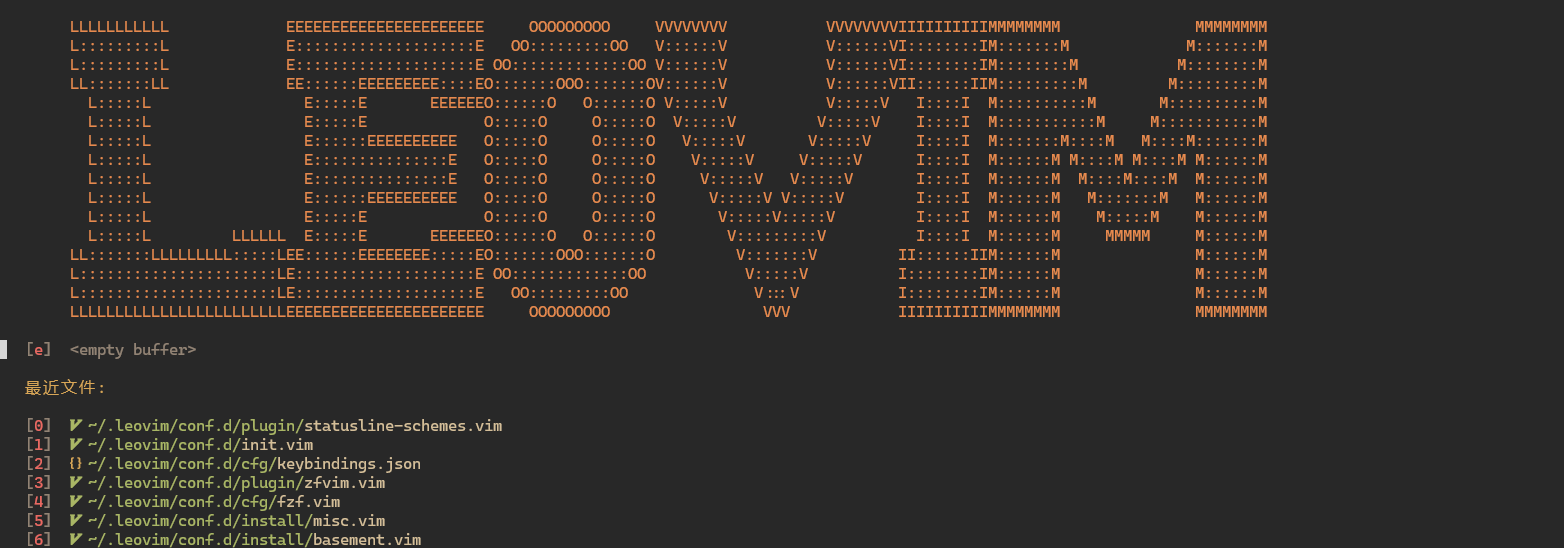 LLLLLLLLLLL             EEEEEEEEEEEEEEEEEEEEEE     OOOOOOOOO     VVVVVVVV           VVVVVVVVIIIIIIIIIIMMMMMMMM               MMMMMMMM
L:::::::::L             E::::::::::::::::::::E   OO:::::::::OO   V::::::V           V::::::VI::::::::IM:::::::M             M:::::::M
L:::::::::L             E::::::::::::::::::::E OO:::::::::::::OO V::::::V           V::::::VI::::::::IM::::::::M           M::::::::M
LL:::::::LL             EE::::::EEEEEEEEE::::EO:::::::OOO:::::::OV::::::V           V::::::VII::::::IIM:::::::::M         M:::::::::M
  L:::::L                 E:::::E       EEEEEEO::::::O   O::::::O V:::::V           V:::::V   I::::I  M::::::::::M       M::::::::::M
  L:::::L                 E:::::E             O:::::O     O:::::O  V:::::V         V:::::V    I::::I  M:::::::::::M     M:::::::::::M
  L:::::L                 E::::::EEEEEEEEEE   O:::::O     O:::::O   V:::::V       V:::::V     I::::I  M:::::::M::::M   M::::M:::::::M
  L:::::L                 E:::::::::::::::E   O:::::O     O:::::O    V:::::V     V:::::V      I::::I  M::::::M M::::M M::::M M::::::M
  L:::::L                 E:::::::::::::::E   O:::::O     O:::::O     V:::::V   V:::::V       I::::I  M::::::M  M::::M::::M  M::::::M
  L:::::L                 E::::::EEEEEEEEEE   O:::::O     O:::::O      V:::::V V:::::V        I::::I  M::::::M   M:::::::M   M::::::M
  L:::::L                 E:::::E             O:::::O     O:::::O       V:::::V:::::V         I::::I  M::::::M    M:::::M    M::::::M
  L:::::L         LLLLLL  E:::::E       EEEEEEO::::::O   O::::::O        V:::::::::V          I::::I  M::::::M     MMMMM     M::::::M
LL:::::::LLLLLLLLL:::::LEE::::::EEEEEEEE:::::EO:::::::OOO:::::::O         V:::::::V         II::::::IIM::::::M               M::::::M
L::::::::::::::::::::::LE::::::::::::::::::::E OO:::::::::::::OO           V:::::V          I::::::::IM::::::M               M::::::M
L::::::::::::::::::::::LE::::::::::::::::::::E   OO:::::::::OO              V:::V           I::::::::IM::::::M               M::::::M
LLLLLLLLLLLLLLLLLLLLLLLLEEEEEEEEEEEEEEEEEEEEEE     OOOOOOOOO                 VVV            IIIIIIIIIIMMMMMMMM               MMMMMMMM
[e]  <empty buffer>
最近文件:
[0]  ~/.leovim/conf.d/plugin/statusline-schemes.vim
[1]  ~/.leovim/conf.d/init.vim
[2]  {} ~/.leovim/conf.d/cfg/keybindings.json
[3]  ~/.leovim/conf.d/plugin/zfvim.vim
[4]  ~/.leovim/conf.d/cfg/fzf.vim
[5]  ~/.leovim/conf.d/install/misc.vim
[6]  ~/.leovim/conf.d/install/basement.vim